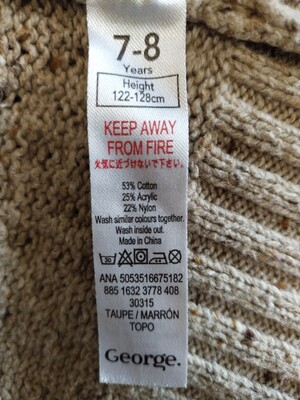 7-8
Years
Height
122-128cm
KEEP AWAY
FROM FIRE
火気に近づけないで下さい。
53% Cotton
25% Acrylic
22% Nylon
Wash similar colours together.
Wash inside out.
Made in China
30
ANA 5053516675182
885 1632 3778 408
30315
TAUPE / MARRÓN
TOPO
George.